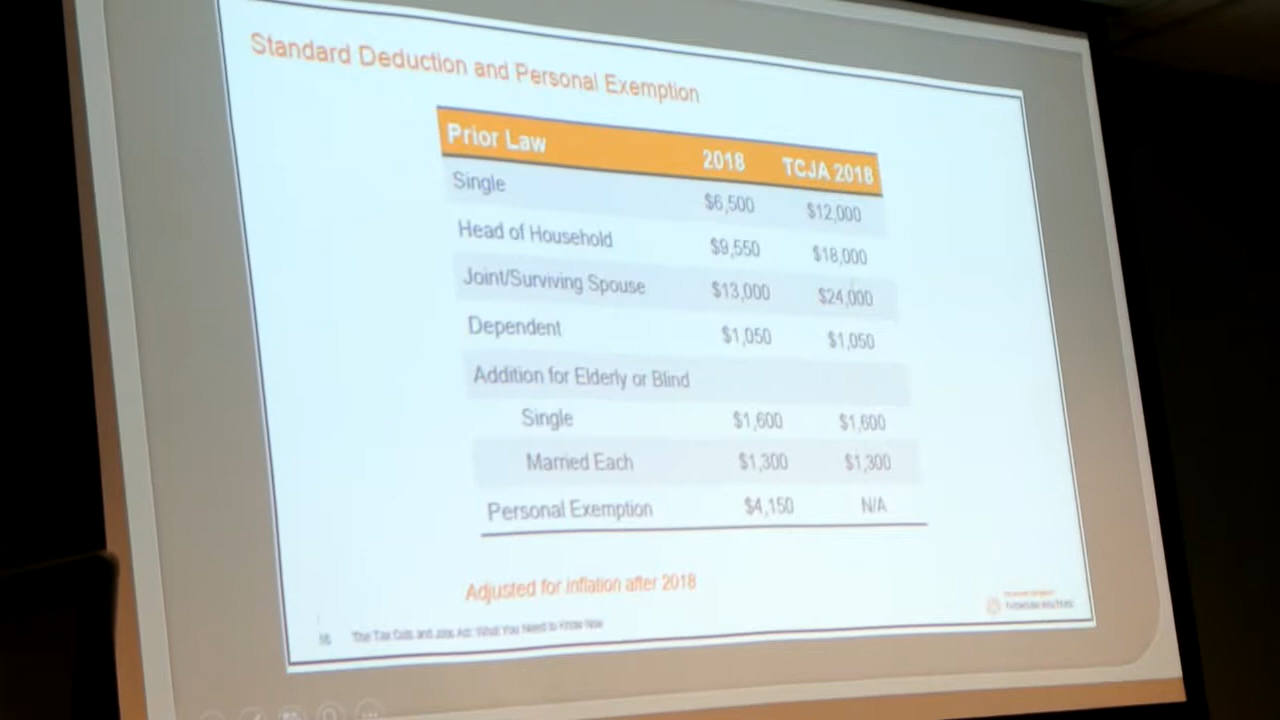 Standard Deduction and Personal Exemption
Prior Law 2018 TCJA 2018
Single $6,500 $12,000
Head of Household $9,550 $18,000
Joint/Surviving Spouse $13,000 $24,000
Dependent $1,050 $1,050
Addition for Elderly or Blind
Single $1,600 $1,600
Married Each $1,300 $1,300
Personal Exemption $4,150 N/A
Adjusted for inflation after 2018
The Tax Cuts and Jobs Act: What You Need to Know Now